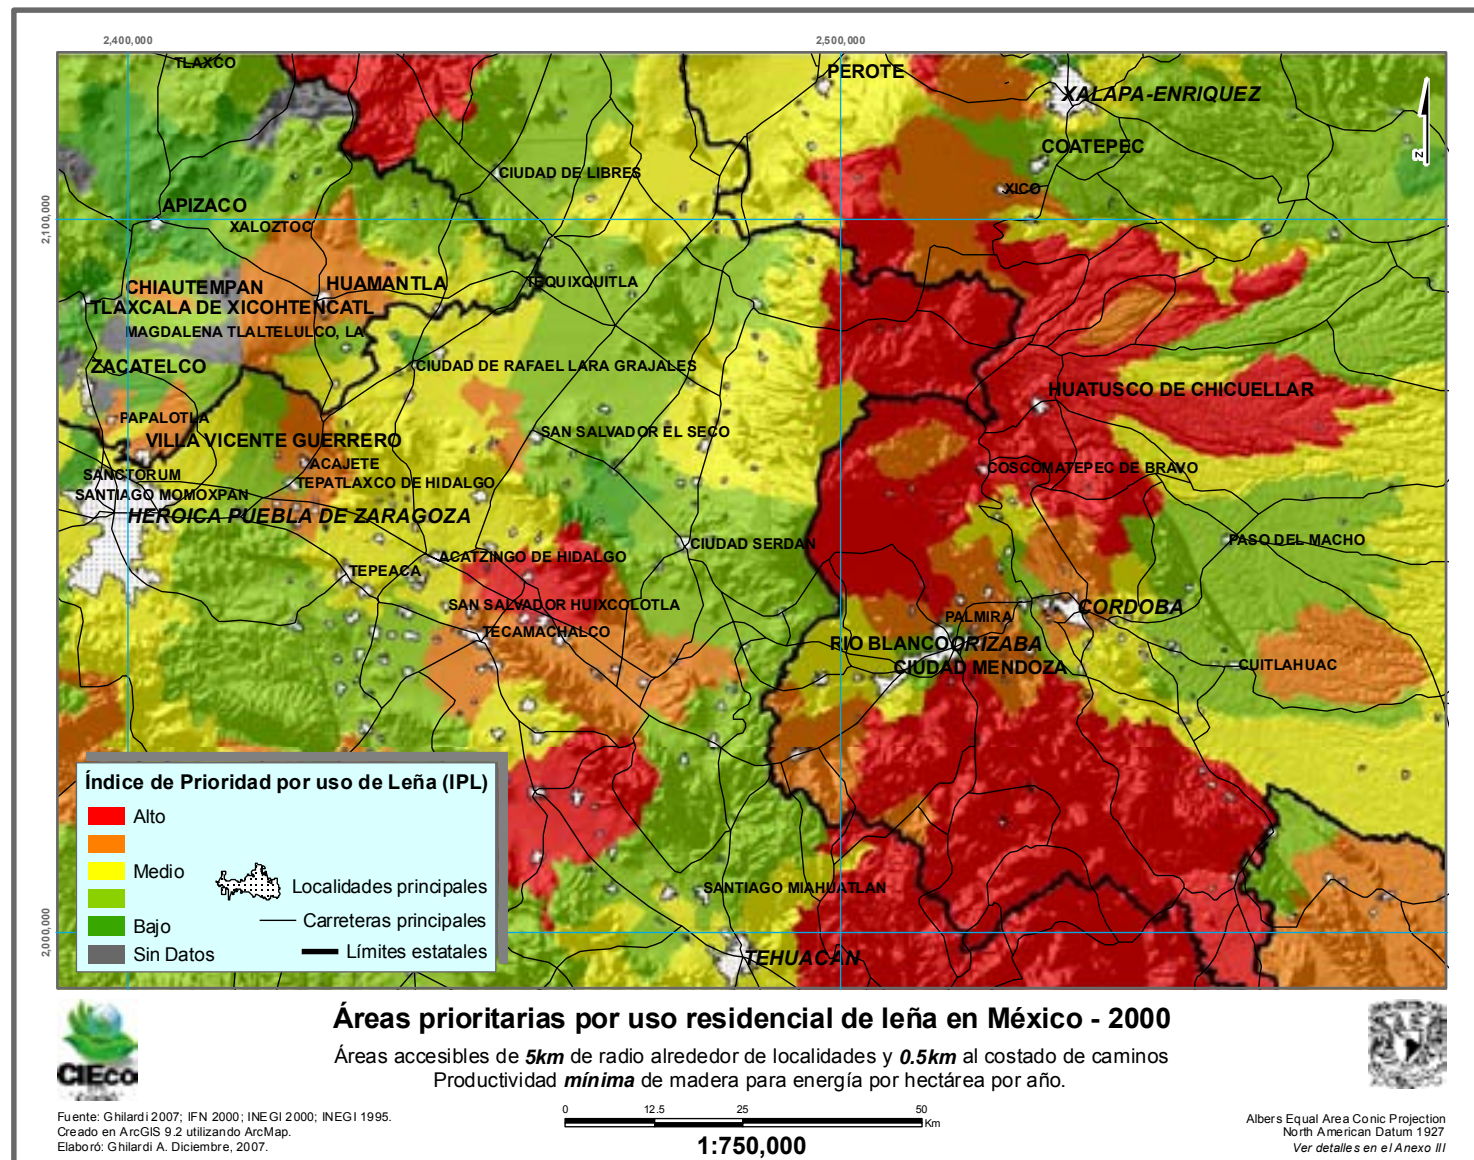 2,400,000
2,500,000
2,110,000
2,000,000
TLAXCO
PEROTE
XALAPA-ENRIQUEZ
COATEPEC
CIUDAD DE LIBRES
XICO
APIZACO
XALOZTOC
CHIAUTEMPAN
HUAMANTLA
TEQUIXQUITLA
TLAXCALA DE XICOHTENCATL
MAGDALENA TLALTELULCO, LA
ZACATELCO
CIUDAD DE RAFAEL LARA GRAJALES
HUATUSCO DE CHICUELLAR
PAPALOTLA
SAN SALVADOR EL SECO
VILLA VICENTE GUERRERO
ACAJETE
COSCOMATEPEC DE BRAVO
SANCTORUM
TEPATLAXCO DE HIDALGO
SANTIAGO MOMOXPAN
HEROICA PUEBLA DE ZARAGOZA
CIUDAD SERDAN
PASO DEL MACHO
ACATZINGO DE HIDALGO
TEPEACA
SAN SALVADOR HUIXCOLOTLA
CORDOBA
PALMIRA
TECAMACHALCO
RIO BLANCO
ORIZABA
CIUDAD MENDOZA
CUITLAHUAC
SANTIAGO MIAHUATLAN
TEHUACÁN
N
Índice de Prioridad por uso de Leña (IPL)
Alto
Medio
Bajo
Sin Datos
Localidades principales
Carreteras principales
Límites estatales
CIEco
Áreas prioritarias por uso residencial de leña en México - 2000
Áreas accesibles de 5km de radio alrededor de localidades y 0.5km al costado de caminos
Productividad mínima de madera para energía por hectárea por año.
Fuente: Ghilardi 2007; IFN 2000; INEGI 2000; INEGI 1995.
Creado en ArcGIS 9.2 utilizando ArcMap.
Elaboró: Ghilardi A. Diciembre, 2007.
0 12.5 25 50
Km
1:750,000
Albers Equal Area Conic Projection
North American Datum 1927
Ver detalles en el Anexo III